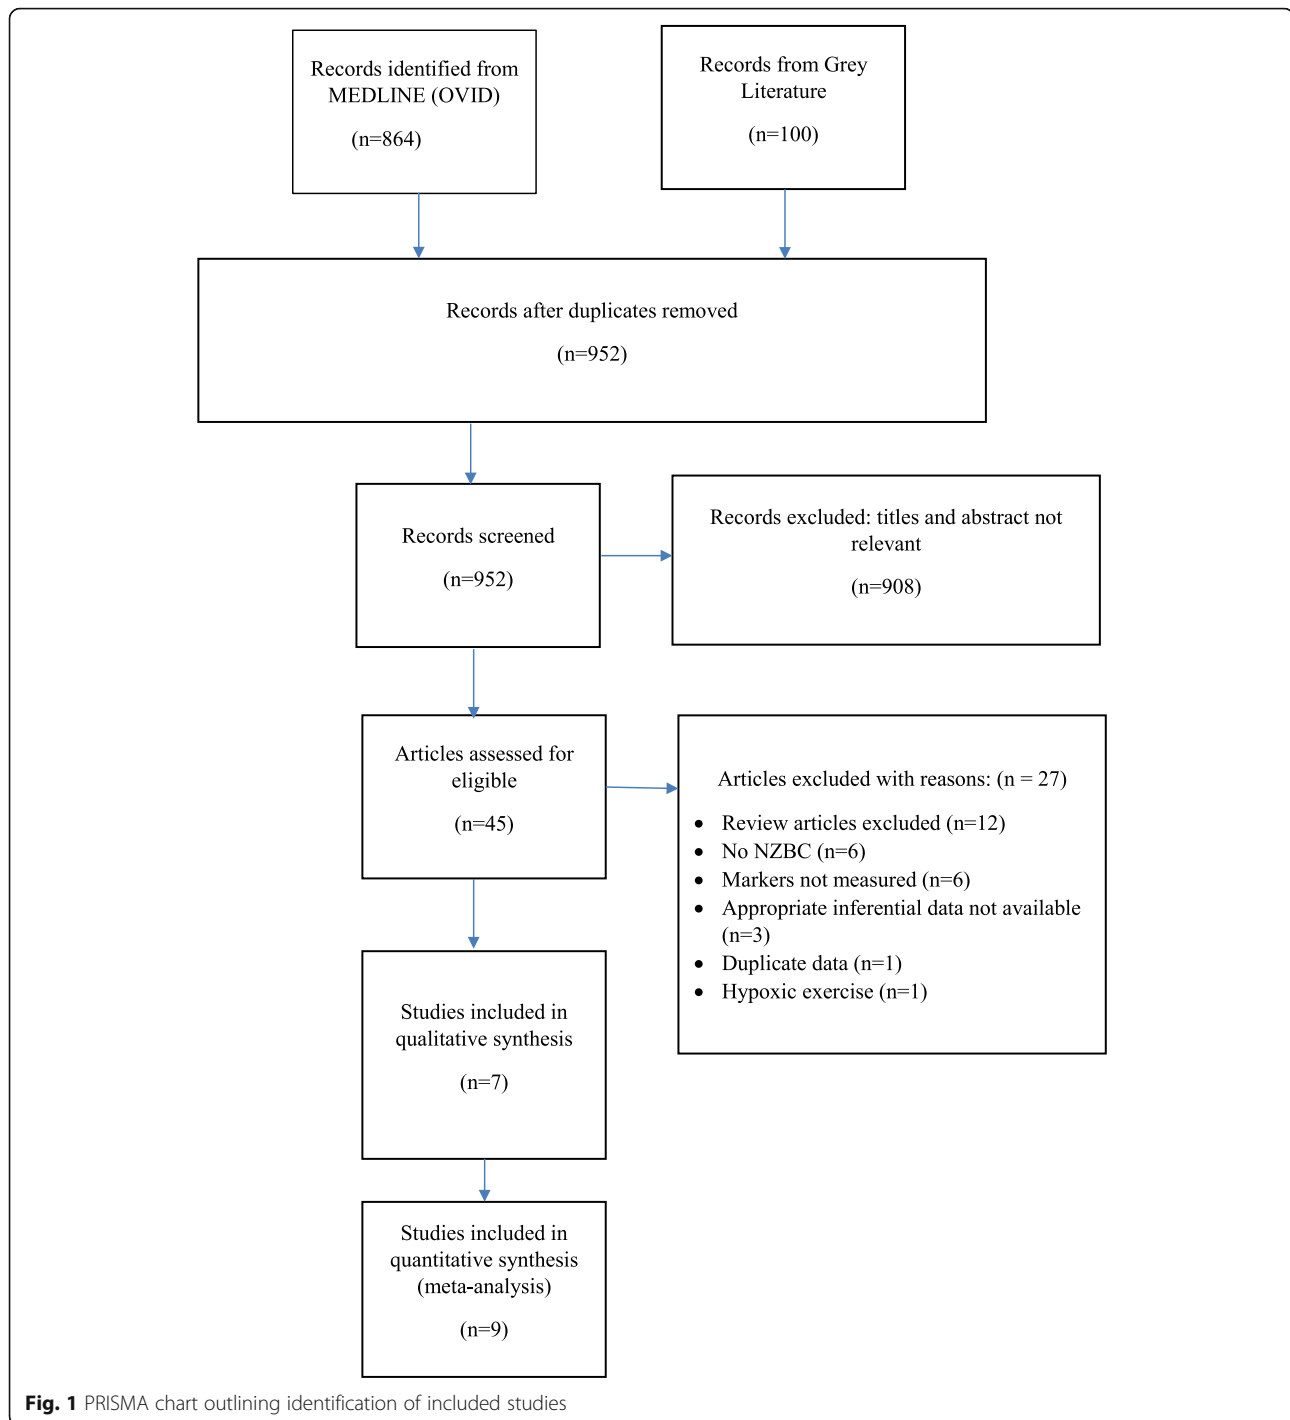 Records identified from
MEDLINE (OVID)
(n=864)
Records from Grey
Literature
(n=100)
Records after duplicates removed
(n=952)
Records screened
(n=952)
Records excluded: titles and abstract not
relevant
(n=908)
Articles assessed for
eligible
(n=45)
Articles excluded with reasons: (n = 27)
• Review articles excluded (n=12)
• No NZBC (n=6)
• Markers not measured (n=6)
• Appropriate inferential data not available
(n=3)
• Duplicate data (n=1)
• Hypoxic exercise (n=1)
Studies included in
qualitative synthesis
(n=7)
Studies included in
quantitative synthesis
(meta-analysis)
(n=9)
Fig. 1 PRISMA chart outlining identification of included studies